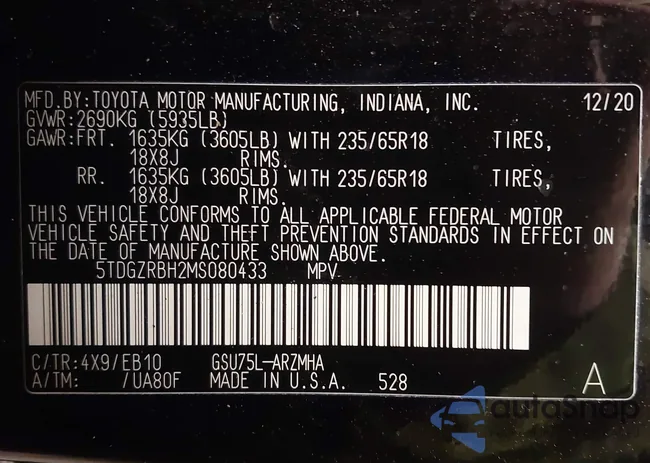 MFD.BY:TOYOTA MOTOR MANUFACTURING, INDIANA, INC. 12/20
GVWR:2690KG (5935LB)
GAWR:FRT. 1635KG (3605LB) WITH 235/65R18 TIRES,
18X8J RIMS.
RR. 1635KG (3605LB) WITH 235/65R18 TIRES,
18X8J RIMS.
THIS VEHICLE CONFORMS TO ALL APPLICABLE FEDERAL MOTOR
VEHICLE SAFETY AND THEFT PREVENTION STANDARDS IN EFFECT ON
THE DATE OF MANUFACTURE SHOWN ABOVE.
5TDGZRBH2MS080433 MPV
C/TR:4X9/EB10 GSU75L-ARZMHA
A/TM: /UA80F MADE IN U.S.A. 528 A
autoSnap